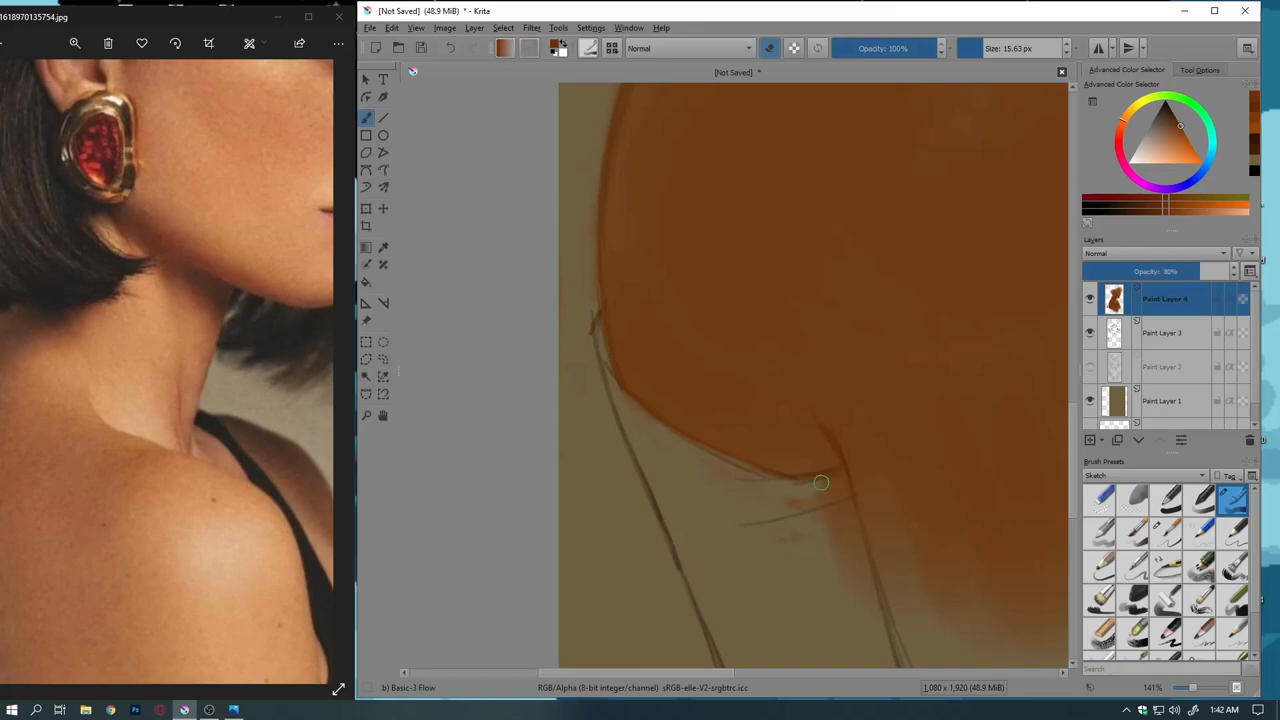 1618970135754.jpg
[Not Saved] (48.9 MiB) * - Krita
File Edit View Image Layer Select Filter Tools Settings Window Help
Normal
Opacity: 100%
Size: 15.63 px
[Not Saved] *
Advanced Color Selector
Tool Options
Advanced Color Selector
Layers
Normal
Opacity: 80%
Paint Layer 4
Paint Layer 3
Paint Layer 2
Paint Layer 1
Brush Presets
Sketch
Tag
Search
b) Basic-3 Flow
RGB/Alpha (8-bit integer/channel) sRGB-elle-V2-srgbtrc.icc
1,080 x 1,920 (48.9 MiB)
141%
1:42 AM